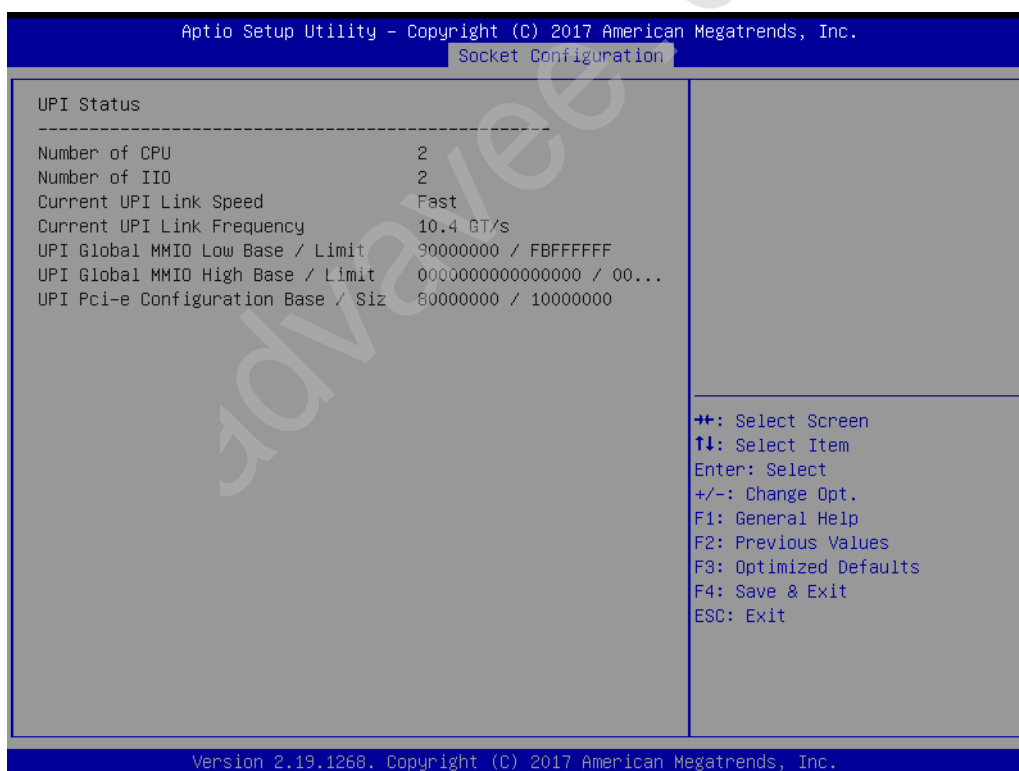 Aptio Setup Utility – Copyright (C) 2017 American Megatrends, Inc.
Socket Configuration
UPI Status
--------------------------------------------------
Number of CPU 2
Number of IIO 2
Current UPI Link Speed Fast
Current UPI Link Frequency 10.4 GT/s
UPI Global MMIO Low Base / Limit 90000000 / FBFFFFFF
UPI Global MMIO High Base / Limit 0000000000000000 / 00...
UPI Pci-e Configuration Base / Siz 80000000 / 10000000
→←: Select Screen
↑↓: Select Item
Enter: Select
+/-: Change Opt.
F1: General Help
F2: Previous Values
F3: Optimized Defaults
F4: Save & Exit
ESC: Exit
Version 2.19.1268. Copyright (C) 2017 American Megatrends, Inc.